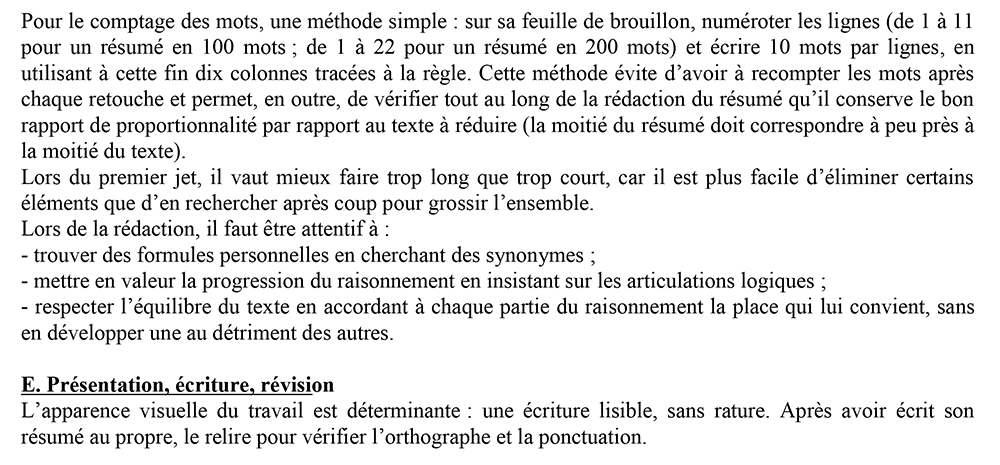 Pour le comptage des mots, une méthode simple : sur sa feuille de brouillon, numéroter les lignes (de 1 à 11
pour un résumé en 100 mots ; de 1 à 22 pour un résumé en 200 mots) et écrire 10 mots par lignes, en
utilisant à cette fin dix colonnes tracées à la règle. Cette méthode évite d’avoir à recompter les mots après
chaque retouche et permet, en outre, de vérifier tout au long de la rédaction du résumé qu’il conserve le bon
rapport de proportionnalité par rapport au texte à réduire (la moitié du résumé doit correspondre à peu près à
la moitié du texte).
Lors du premier jet, il vaut mieux faire trop long que trop court, car il est plus facile d’éliminer certains
éléments que d’en rechercher après coup pour grossir l’ensemble.
Lors de la rédaction, il faut être attentif à :
- trouver des formules personnelles en cherchant des synonymes ;
- mettre en valeur la progression du raisonnement en insistant sur les articulations logiques ;
- respecter l’équilibre du texte en accordant à chaque partie du raisonnement la place qui lui convient, sans
en développer une au détriment des autres.
E. Présentation, écriture, révision
L’apparence visuelle du travail est déterminante : une écriture lisible, sans rature. Après avoir écrit son
résumé au propre, le relire pour vérifier l’orthographe et la ponctuation.